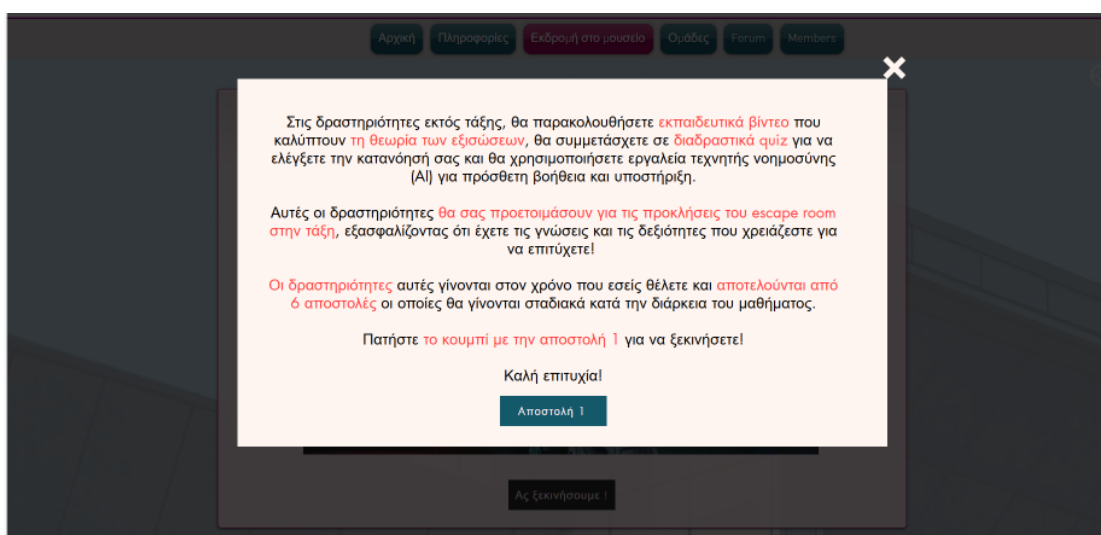 Αρχική Πληροφορίες Εκδρομή στο μουσείο Ομάδες Forum Members
Στις δραστηριότητες εκτός τάξης, θα παρακολουθήσετε εκπαιδευτικά βίντεο που
καλύπτουν τη θεωρία των εξισώσεων, θα συμμετάσχετε σε διαδραστικά quiz για να
ελέγξετε την κατανόησή σας και θα χρησιμοποιήσετε εργαλεία τεχνητής νοημοσύνης
(AI) για πρόσθετη βοήθεια και υποστήριξη.
Αυτές οι δραστηριότητες θα σας προετοιμάσουν για τις προκλήσεις του escape room
στην τάξη, εξασφαλίζοντας ότι έχετε τις γνώσεις και τις δεξιότητες που χρειάζεστε για
να επιτύχετε!
Οι δραστηριότητες αυτές γίνονται στον χρόνο που εσείς θέλετε και αποτελούνται από
6 αποστολές οι οποίες θα γίνονται σταδιακά κατά την διάρκεια του μαθήματος.
Πατήστε το κουμπί με την αποστολή 1 για να ξεκινήσετε!
Καλή επιτυχία!
Αποστολή 1
Ας ξεκινήσουμε !